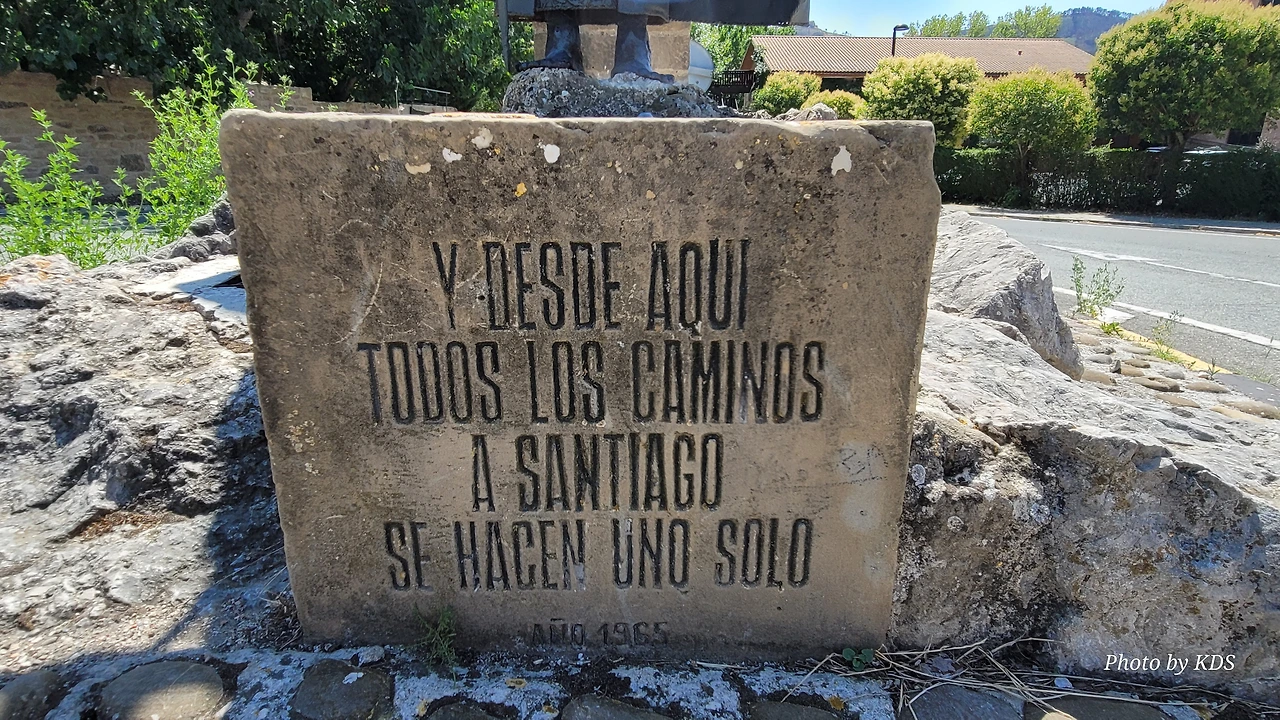 Y DESDE AQUI
TODOS LOS CAMINOS
A SANTIAGO
SE HACEN UNO SOLO
AÑO 1965
Photo by KDS